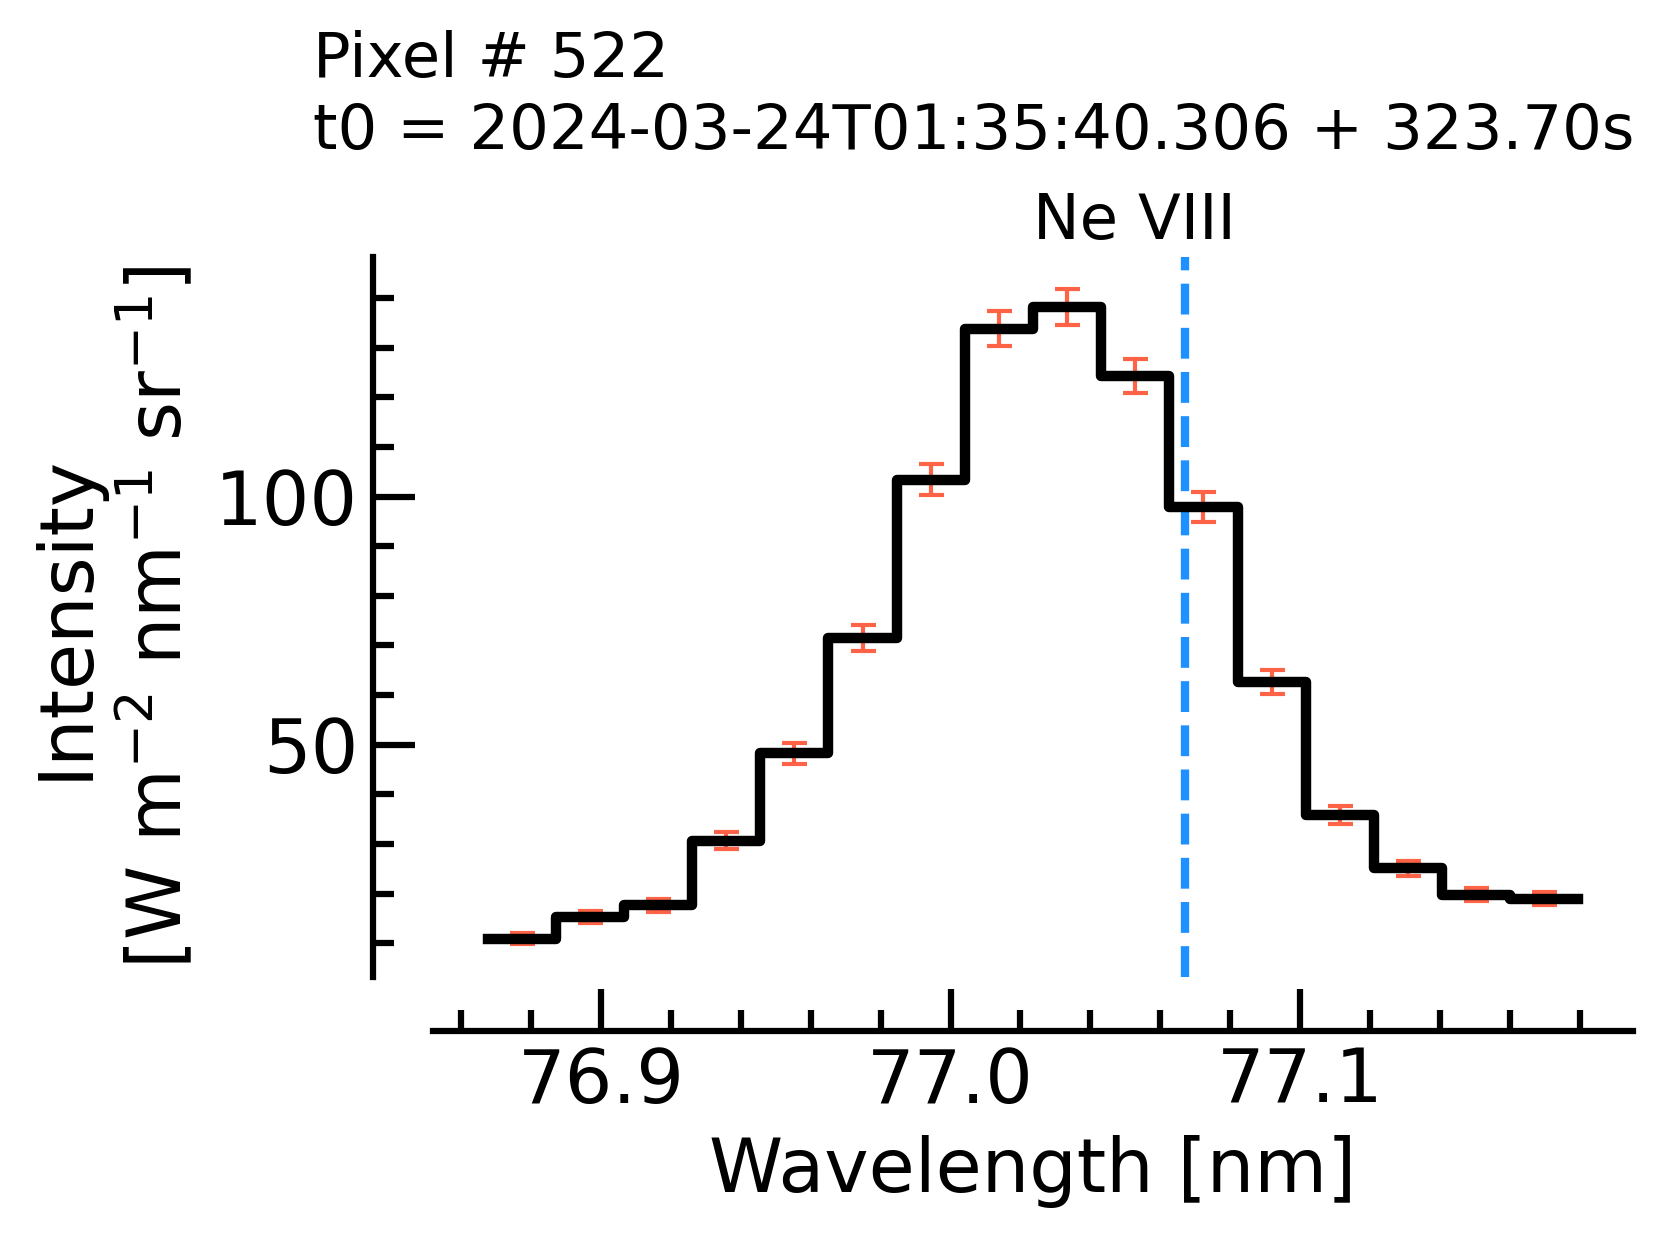 Pixel # 522
t0 = 2024-03-24T01:35:40.306 + 323.70s
Ne VIII
Intensity
[W m⁻² nm⁻¹ sr⁻¹]
100
50
76.9 77.0 77.1
Wavelength [nm]